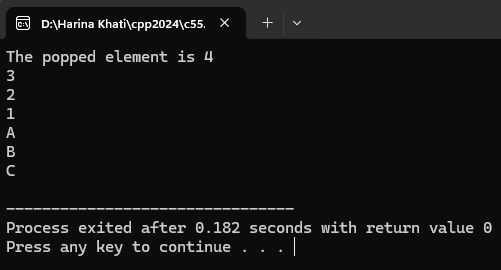 D:\Harina Khati\cpp2024\c55.
The popped element is 4
3
2
1
A
B
C
--------------------------------
Process exited after 0.182 seconds with return value 0
Press any key to continue . . .